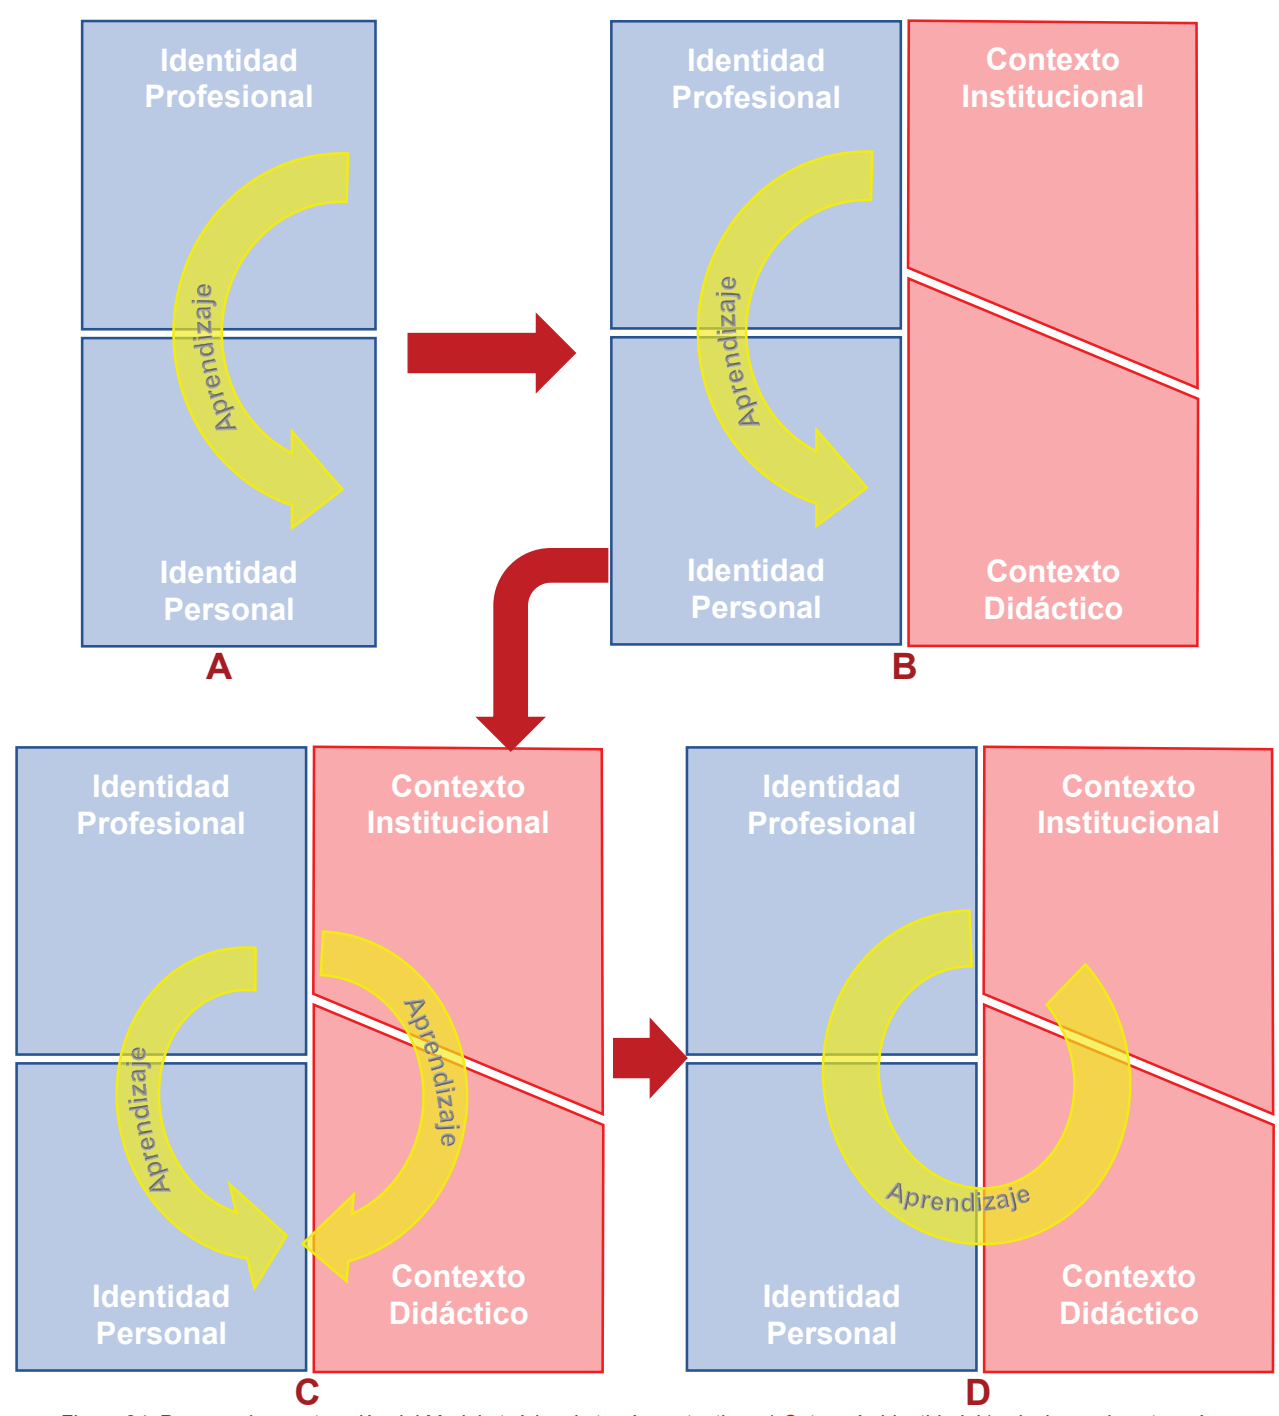 Identidad
Profesional
Aprendizaje
Identidad
Personal
A
Identidad
Profesional
Contexto
Institucional
Aprendizaje
Identidad
Personal
Contexto
Didáctico
B
Identidad
Profesional
Contexto
Institucional
Aprendizaje
Aprendizaje
Identidad
Personal
Contexto
Didáctico
C
Identidad
Profesional
Contexto
Institucional
Aprendizaje
Identidad
Personal
Contexto
Didáctico
D